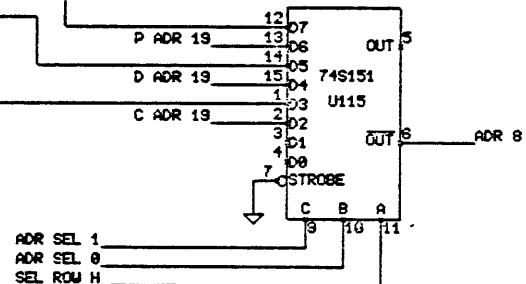 12 D7
P ADR 19 13 D6 OUT 5
14 D5
D ADR 19 15 D4 74S151
1 D3 U115
C ADR 19 2 D2
3 D1 OUT 6 ADR 8
4 D0
7 STROBE
C B A
9 10 11
ADR SEL 1
ADR SEL 0
SEL ROW H